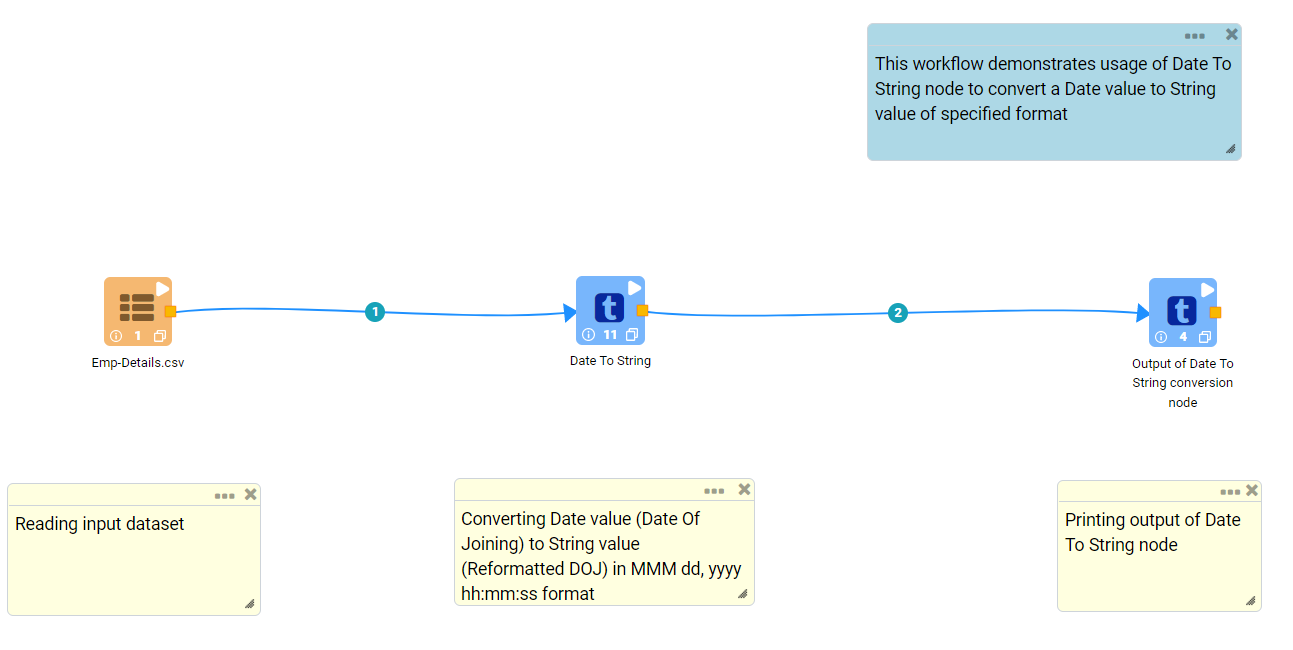 This workflow demonstrates usage of Date To
String node to convert a Date value to String
value of specified format
1
2
t
t
1
11
4
Emp-Details.csv
Date To String
Output of Date To
String conversion
node
Reading input dataset
Converting Date value (Date Of
Joining) to String value
(Reformatted DOJ) in MMM dd, yyyy
hh:mm:ss format
Printing output of Date
To String node